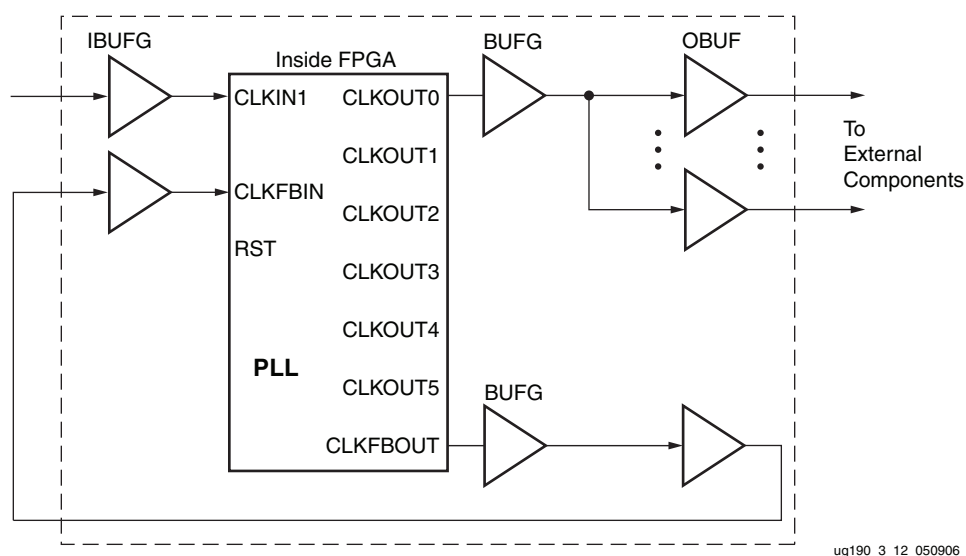 IBUFG
BUFG
OBUF
Inside FPGA
CLKIN1
CLKOUT0
To
External
Components
CLKOUT1
CLKFBIN
CLKOUT2
RST
CLKOUT3
CLKOUT4
PLL
CLKOUT5
BUFG
CLKFBOUT
ug190_3_12_050906